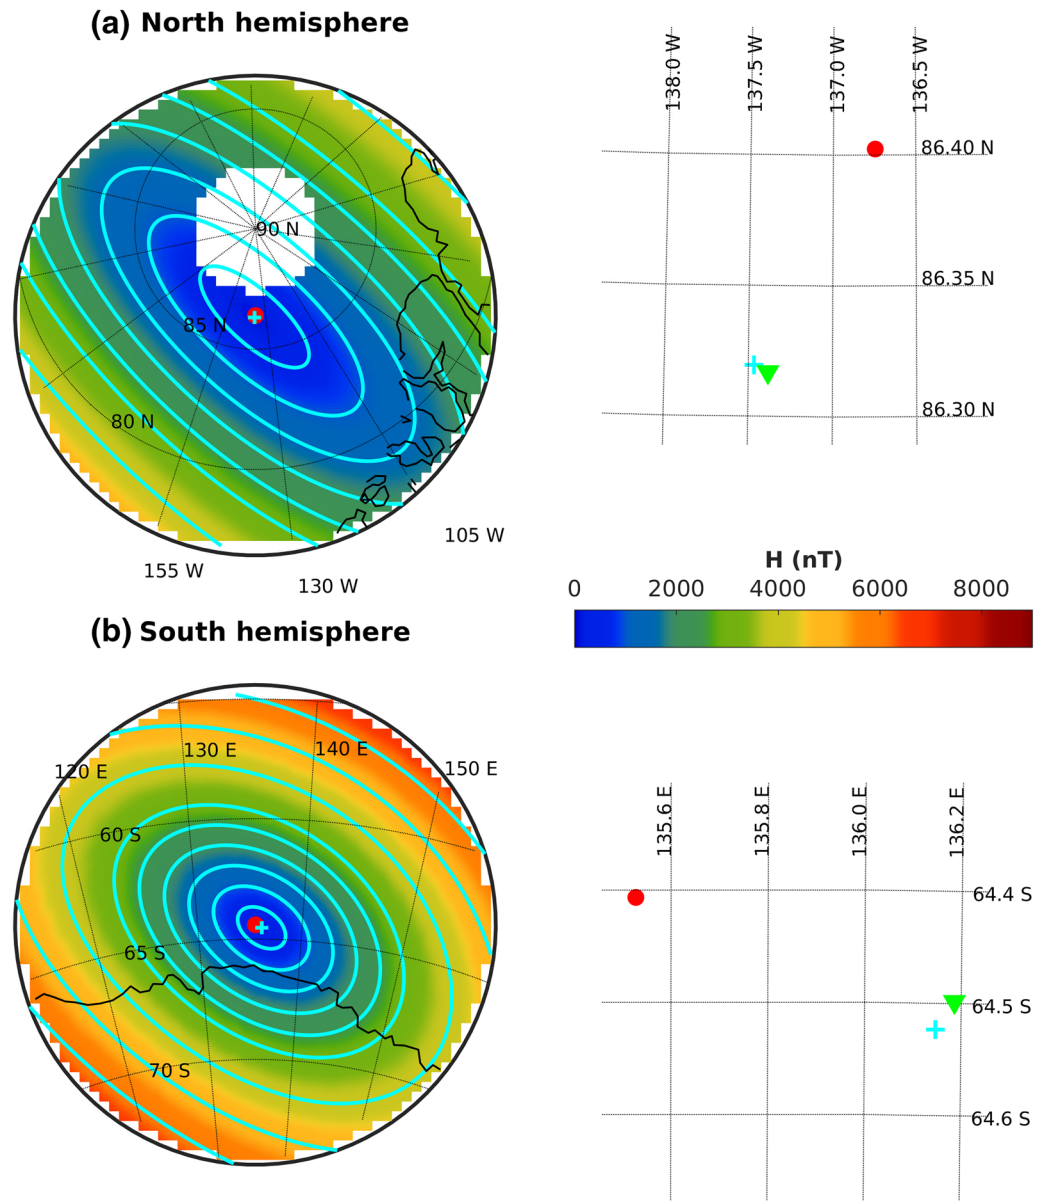 (a) North hemisphere
138.0 W
137.5 W
137.0 W
136.5 W
86.40 N
86.35 N
86.30 N
90 N
85 N
80 N
105 W
155 W
130 W
H (nT)
0 2000 4000 6000 8000
(b) South hemisphere
120 E
130 E
140 E
150 E
60 S
65 S
70 S
135.6 E
135.8 E
136.0 E
136.2 E
64.4 S
64.5 S
64.6 S